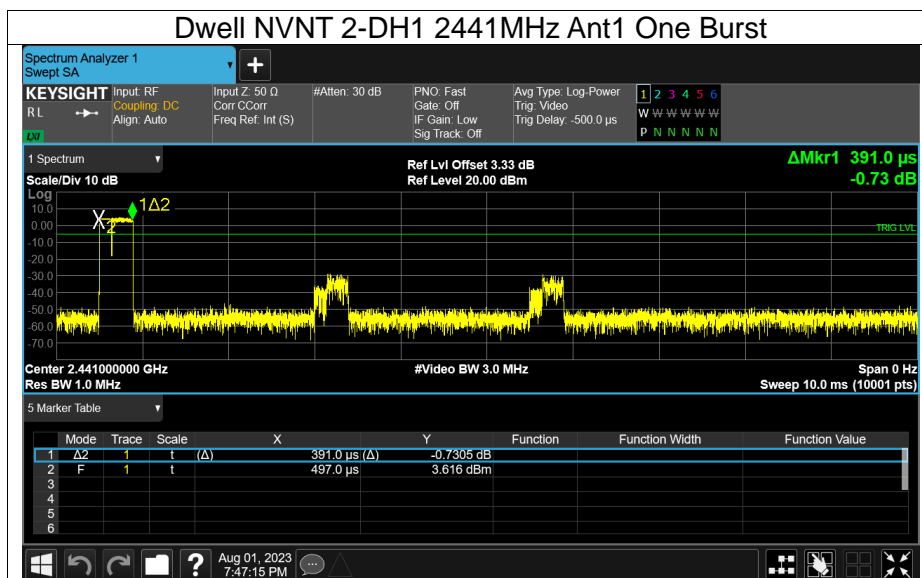 Dwell NVNT 2-DH1 2441MHz Ant1 One Burst
Spectrum Analyzer 1
Swept SA
+
KEYSIGHT Input: RF Input Z: 50 Ω #Atten: 30 dB PNO: Fast Avg Type: Log-Power 1 2 3 4 5 6
R L Coupling: DC Corr CCorr Gate: Off Trig: Video W W W W W W
Align: Auto Freq Ref: Int (S) IF Gain: Low Trig Delay: -500.0 µs
LXI Sig Track: Off P N N N N N
1 Spectrum Ref Lvl Offset 3.33 dB ΔMkr1 391.0 µs
Scale/Div 10 dB Ref Level 20.00 dBm -0.73 dB
Log
10.0
0.00
-10.0
-20.0
-30.0
-40.0
-50.0
-60.0
-70.0
X2
1Δ2
TRIG LVL
Center 2.441000000 GHz #Video BW 3.0 MHz Span 0 Hz
Res BW 1.0 MHz Sweep 10.0 ms (10001 pts)
5 Marker Table
Mode Trace Scale X Y Function Function Width Function Value
1 Δ2 1 t (Δ) 391.0 µs (Δ) -0.7305 dB
2 F 1 t 497.0 µs 3.616 dBm
3
4
5
6
? Aug 01, 2023
7:47:15 PM